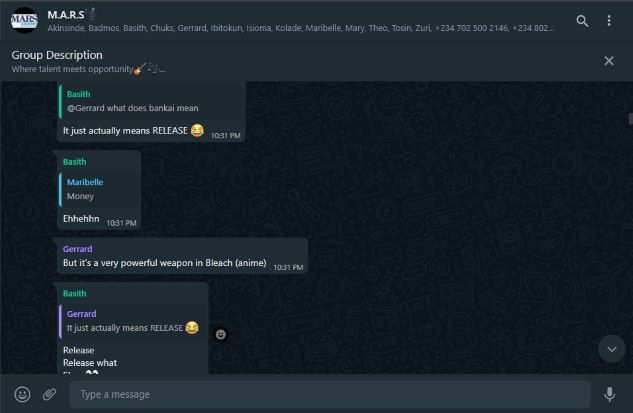 MARS
M.A.R.S
Akinsinde, Badmos, Basith, Chuks, Gerrard, Ibitokun, Isioma, Kolade, Maribelle, Mary, Theo, Tosin, Zuri, +234 702 500 2146, +234 802...
Group Description
Where talent meets opportunity🎸🎶...
Basith
@Gerrard what does bankai mean
It just actually means RELEASE 😂 10:31 PM
Basith
Maribelle
Money
Ehhehhn 10:31 PM
Gerrard
But it's a very powerful weapon in Bleach (anime) 10:31 PM
Basith
Gerrard
It just actually means RELEASE 😂
Release
Release what
Type a message